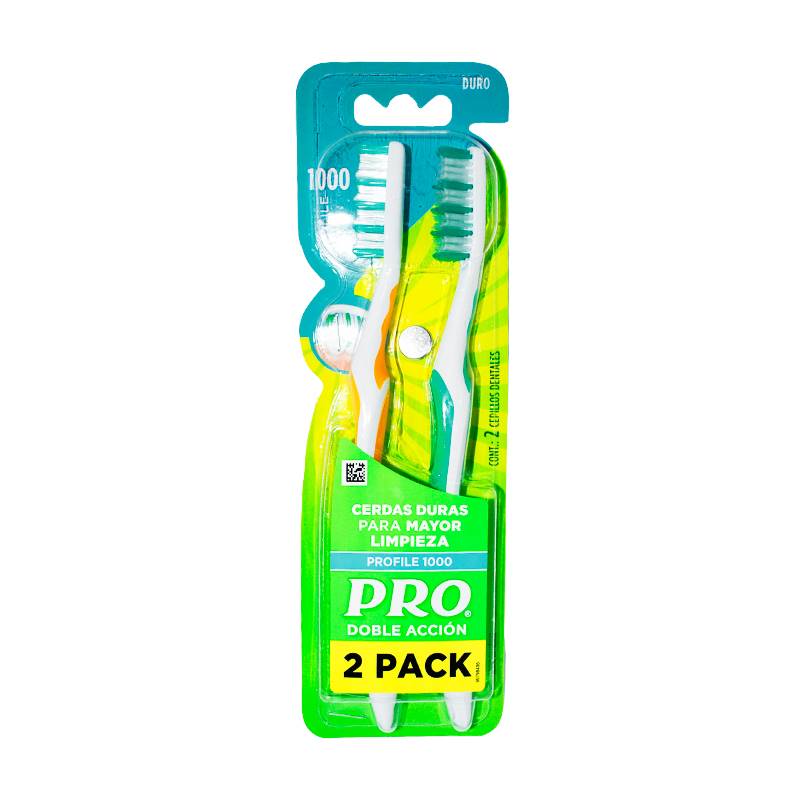 DURO
1000
CONT.: 2 CEPILLOS DENTALES
CERDAS DURAS
PARA MAYOR
LIMPIEZA
PROFILE 1000
PRO®
DOBLE ACCIÓN
2 PACK